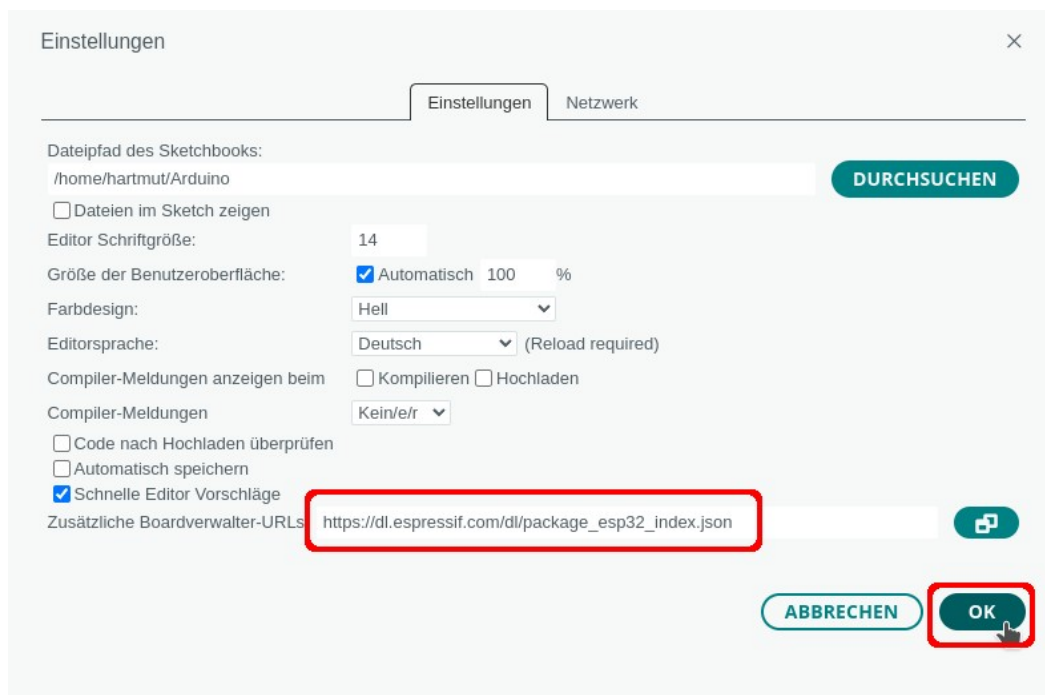 Einstellungen
Einstellungen Netzwerk
Dateipfad des Sketchbooks:
/home/hartmut/Arduino DURCHSUCHEN
Dateien im Sketch zeigen
Editor Schriftgröße: 14
Größe der Benutzeroberfläche: Automatisch 100 %
Farbdesign: Hell
Editorsprache: Deutsch (Reload required)
Compiler-Meldungen anzeigen beim Kompilieren Hochladen
Compiler-Meldungen Kein/e/r
Code nach Hochladen überprüfen
Automatisch speichern
Schnelle Editor Vorschläge
Zusätzliche Boardverwalter-URLs https://dl.espressif.com/dl/package_esp32_index.json
ABBRECHEN OK